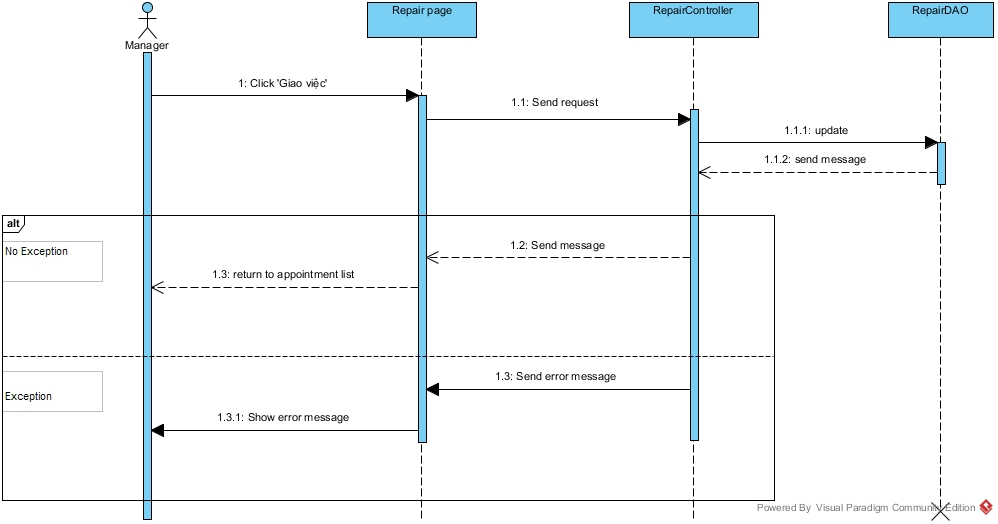 Repair page
RepairController
RepairDAO
Manager
1: Click 'Giao việc'
1.1: Send request
1.1.1: update
1.1.2: send message
alt
No Exception
1.2: Send message
1.3: return to appointment list
1.3: Send error message
Exception
1.3.1: Show error message
Powered By Visual Paradigm Community Edition